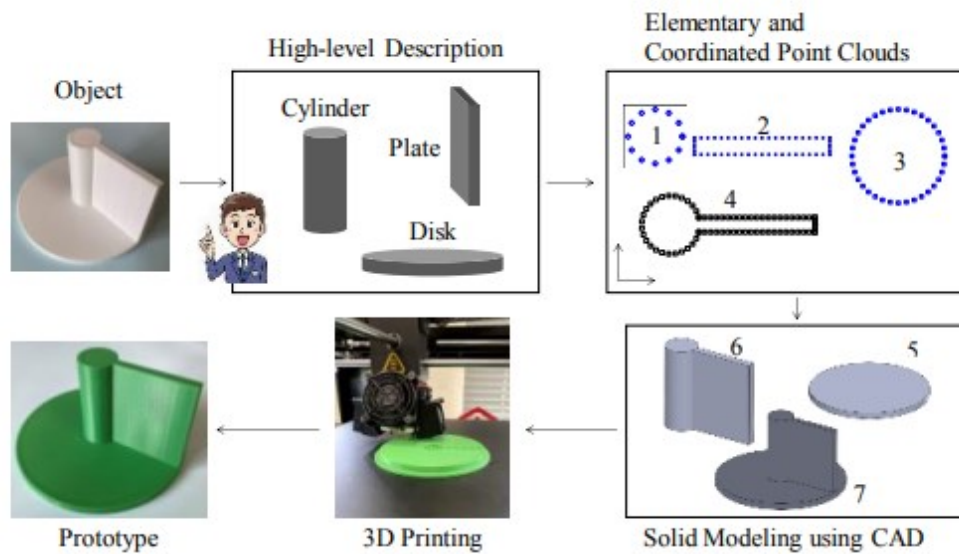 Object
High-level Description
Cylinder
Plate
Disk
Elementary and
Coordinated Point Clouds
1
2
3
4
6
5
7
Prototype
3D Printing
Solid Modeling using CAD